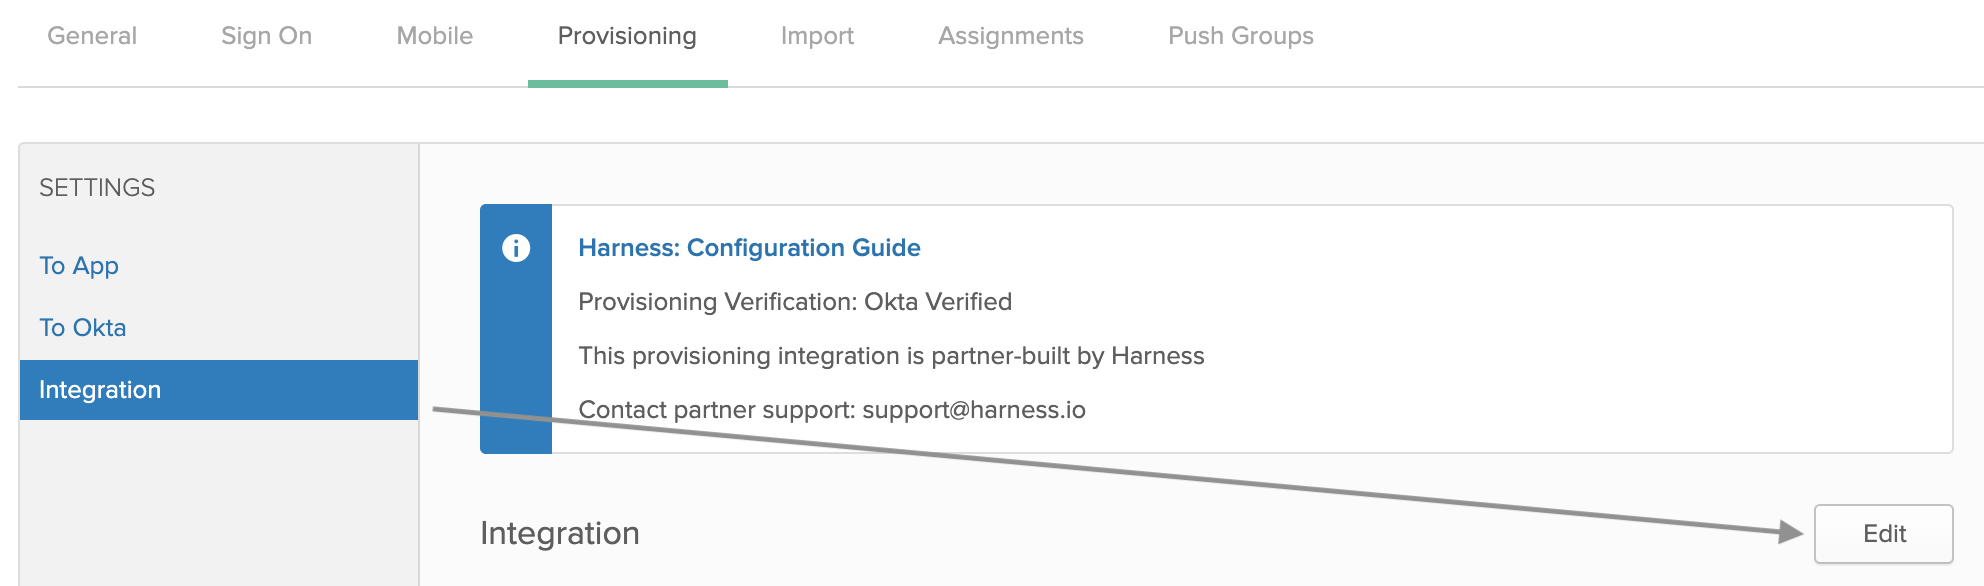 General Sign On Mobile Provisioning Import Assignments Push Groups
SETTINGS
To App
To Okta
Integration
Harness: Configuration Guide
Provisioning Verification: Okta Verified
This provisioning integration is partner-built by Harness
Contact partner support: support@harness.io
Integration
Edit